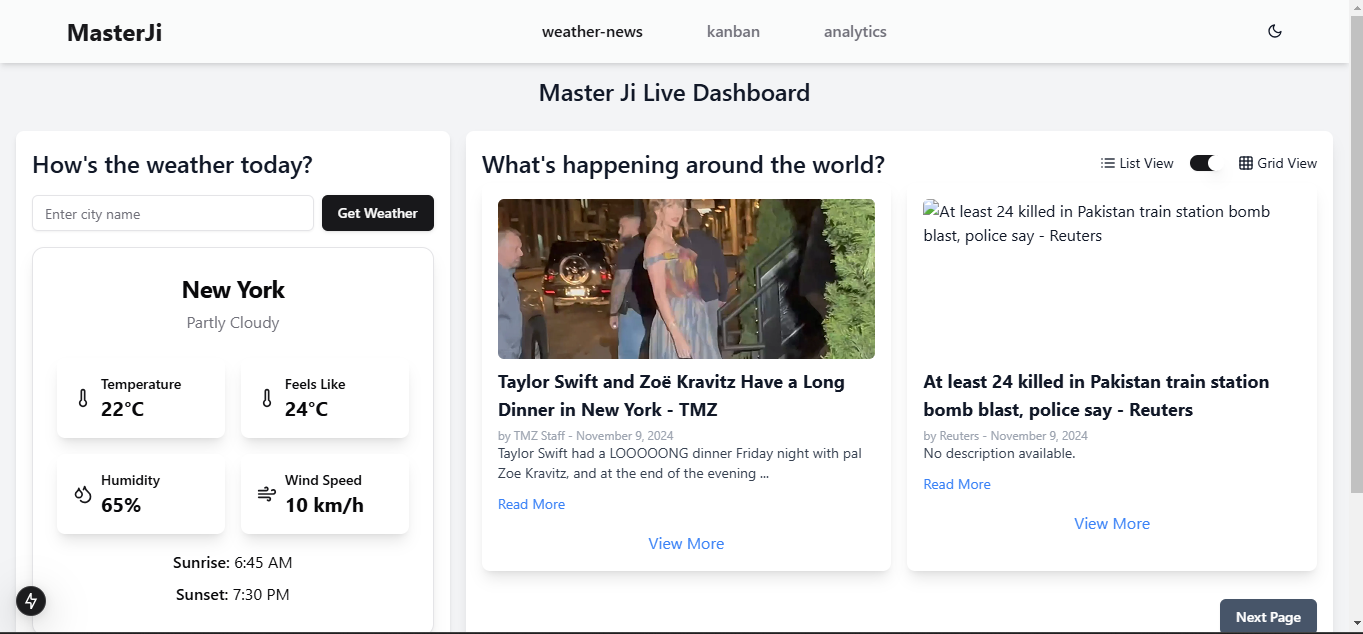 MasterJi
weather-news
kanban
analytics
Master Ji Live Dashboard
How's the weather today?
Enter city name
Get Weather
New York
Partly Cloudy
Temperature
22°C
Feels Like
24°C
Humidity
65%
Wind Speed
10 km/h
Sunrise: 6:45 AM
Sunset: 7:30 PM
What's happening around the world?
List View
Grid View
Taylor Swift and Zoë Kravitz Have a Long
Dinner in New York - TMZ
by TMZ Staff - November 9, 2024
Taylor Swift had a LOOOOONG dinner Friday night with pal
Zoe Kravitz, and at the end of the evening ...
Read More
View More
At least 24 killed in Pakistan train station bomb
blast, police say - Reuters
At least 24 killed in Pakistan train station
bomb blast, police say - Reuters
by Reuters - November 9, 2024
No description available.
Read More
View More
Next Page